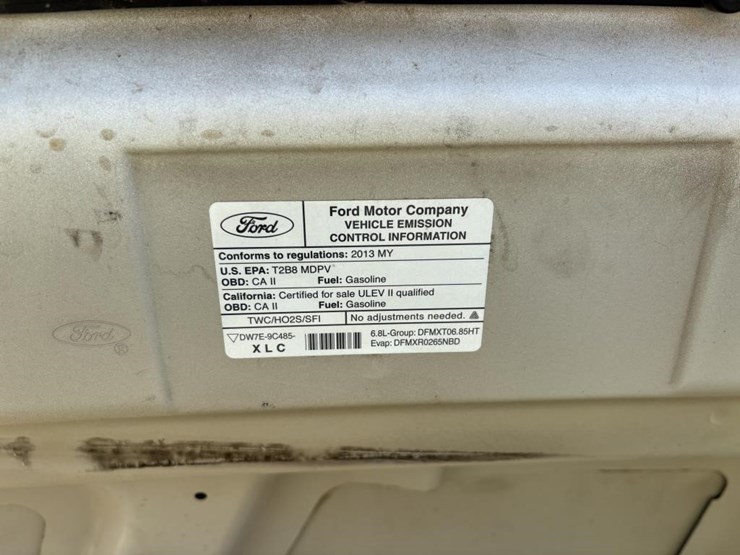 Ford
Ford Motor Company
VEHICLE EMISSION
CONTROL INFORMATION
Conforms to regulations: 2013 MY
U.S. EPA: T2B8 MDPV
OBD: CA II Fuel: Gasoline
California: Certified for sale ULEV II qualified
OBD: CA II Fuel: Gasoline
TWC/HO2S/SFI No adjustments needed.
DW7E-9C485-
XLC
6.8L-Group: DFMXT06.85HT
Evap: DFMXR0265NBD
Ford
®